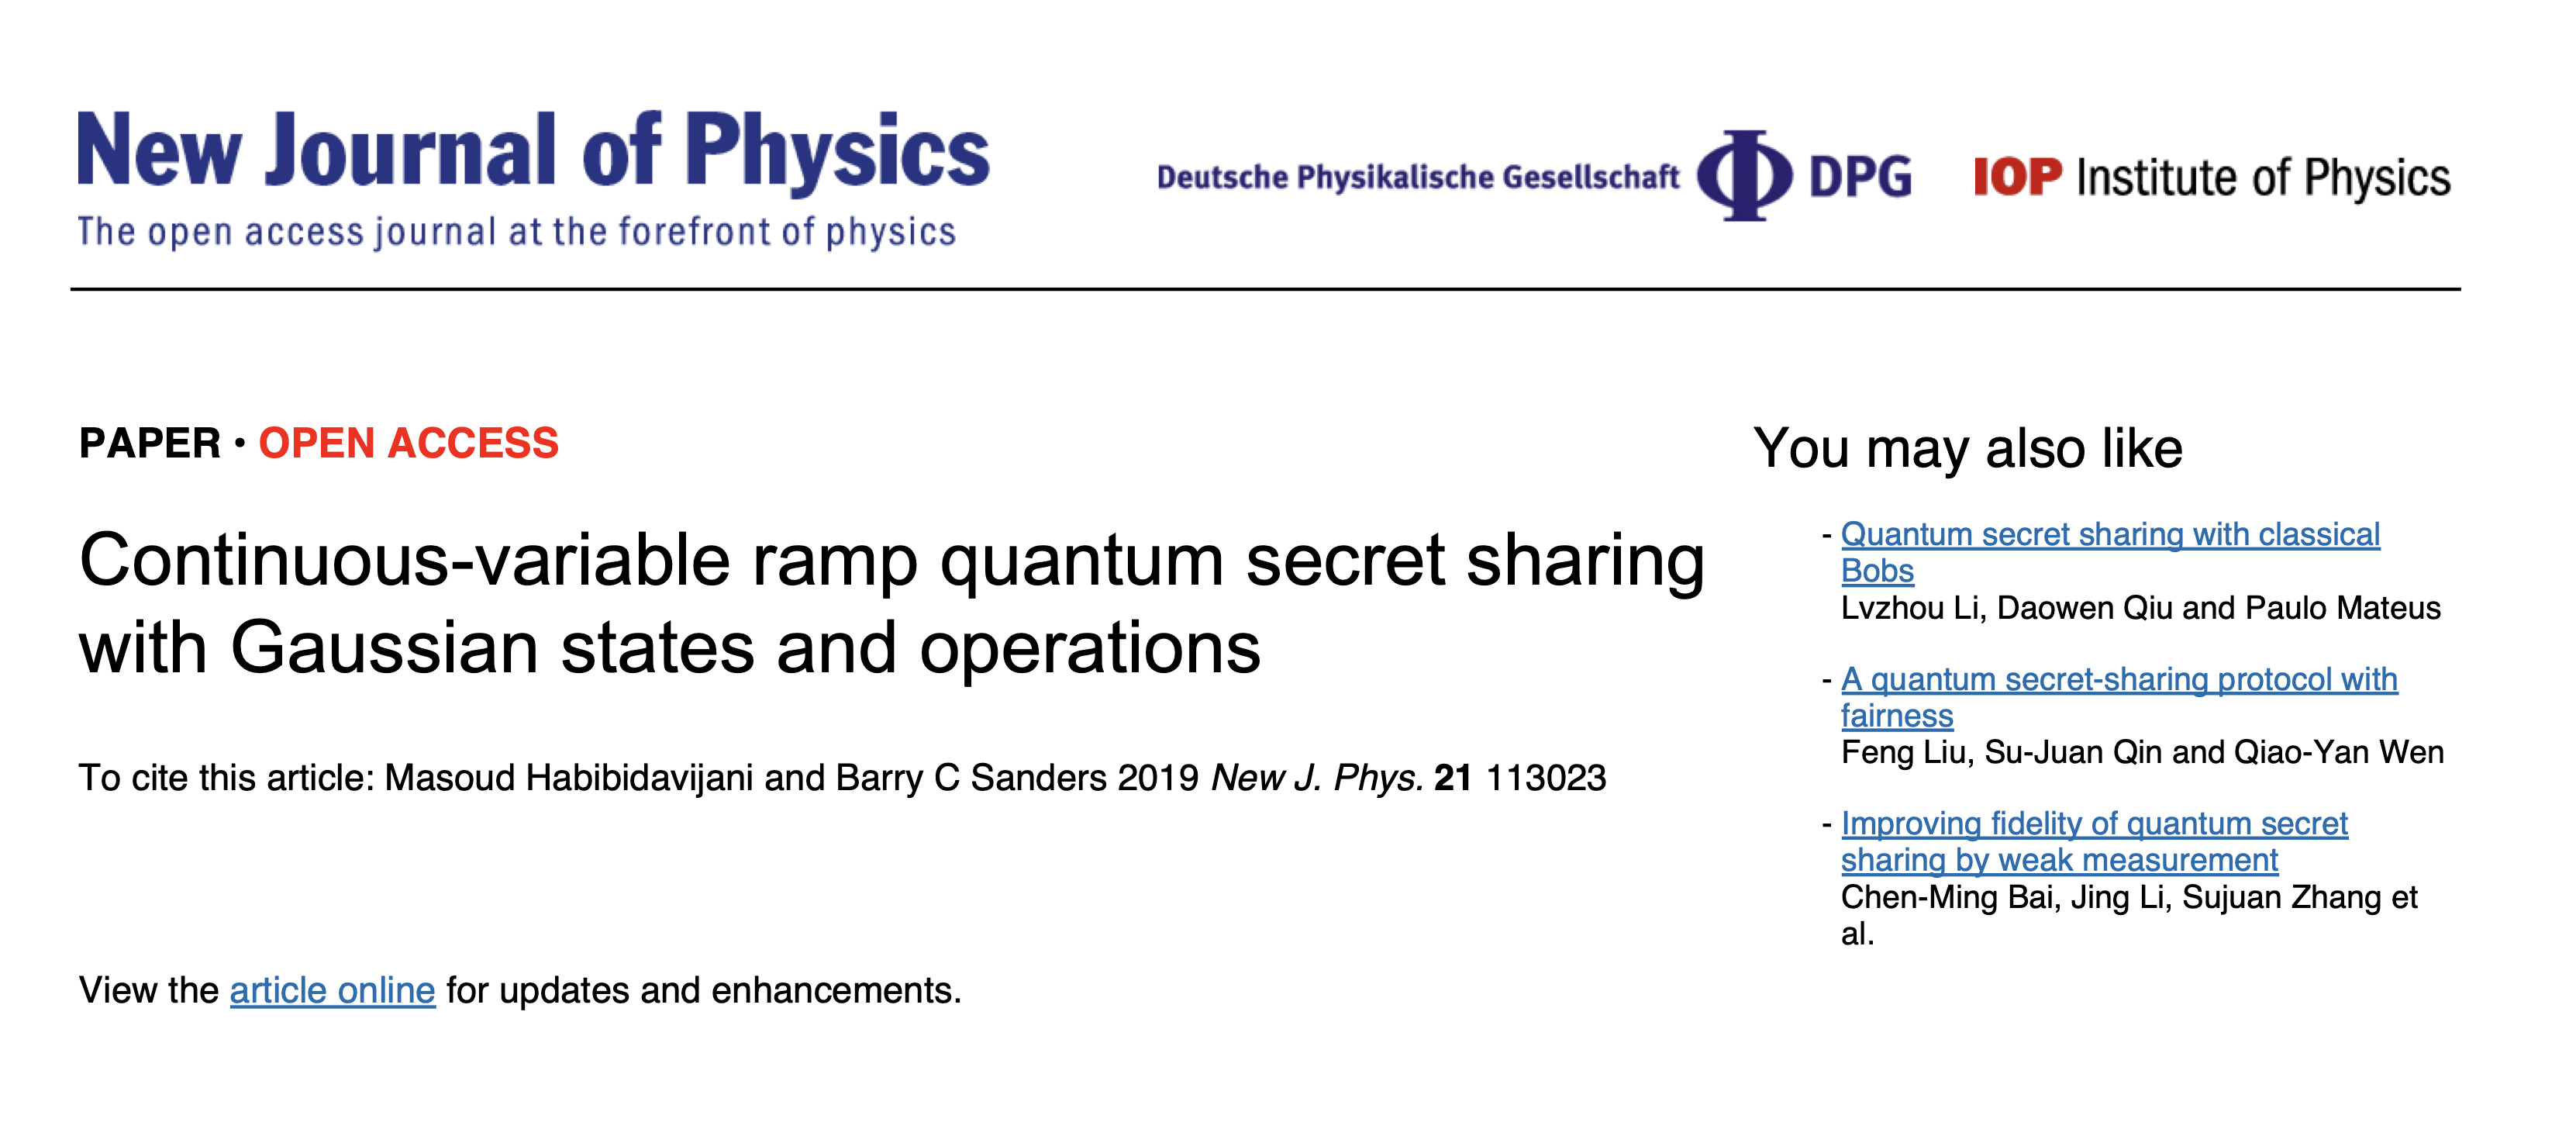 New Journal of Physics
The open access journal at the forefront of physics
Deutsche Physikalische Gesellschaft Φ DPG
IOP Institute of Physics
PAPER • OPEN ACCESS
Continuous-variable ramp quantum secret sharing
with Gaussian states and operations
To cite this article: Masoud Habibidavijani and Barry C Sanders 2019 New J. Phys. 21 113023
View the article online for updates and enhancements.
You may also like
- Quantum secret sharing with classical
Bobs
Lvzhou Li, Daowen Qiu and Paulo Mateus
- A quantum secret-sharing protocol with
fairness
Feng Liu, Su-Juan Qin and Qiao-Yan Wen
- Improving fidelity of quantum secret
sharing by weak measurement
Chen-Ming Bai, Jing Li, Sujuan Zhang et
al.